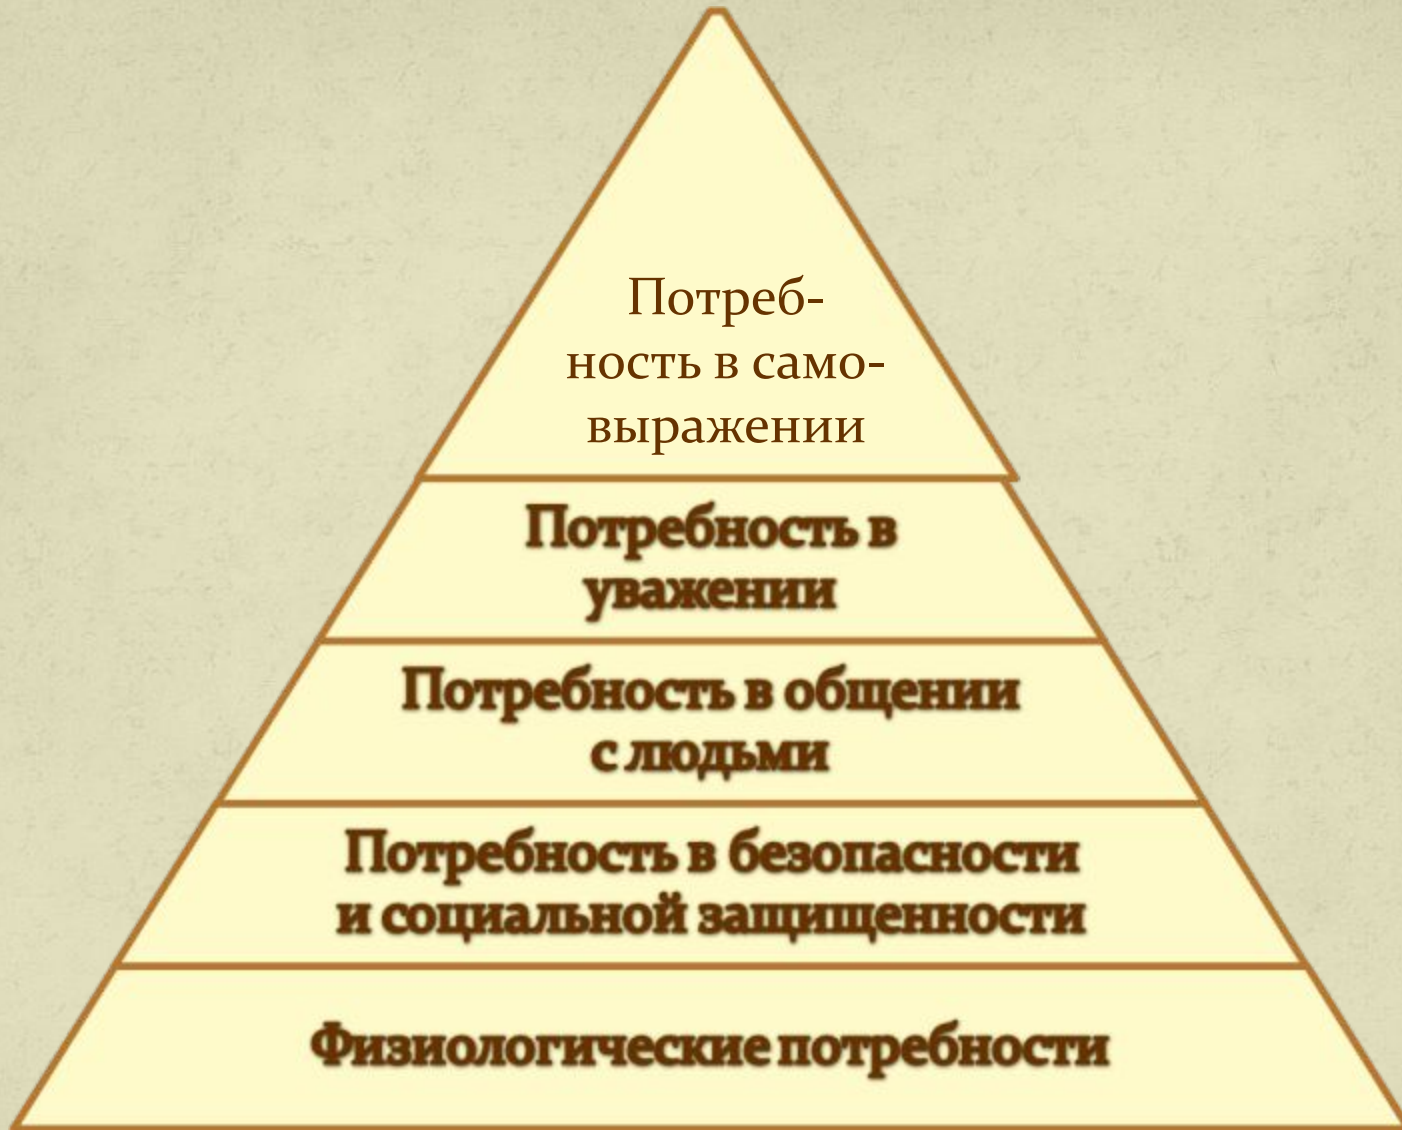 Потреб-
ность в само-
выражении
Потребность в
уважении
Потребность в общении
с людьми
Потребность в безопасности
и социальной защищенности
Физиологические потребности